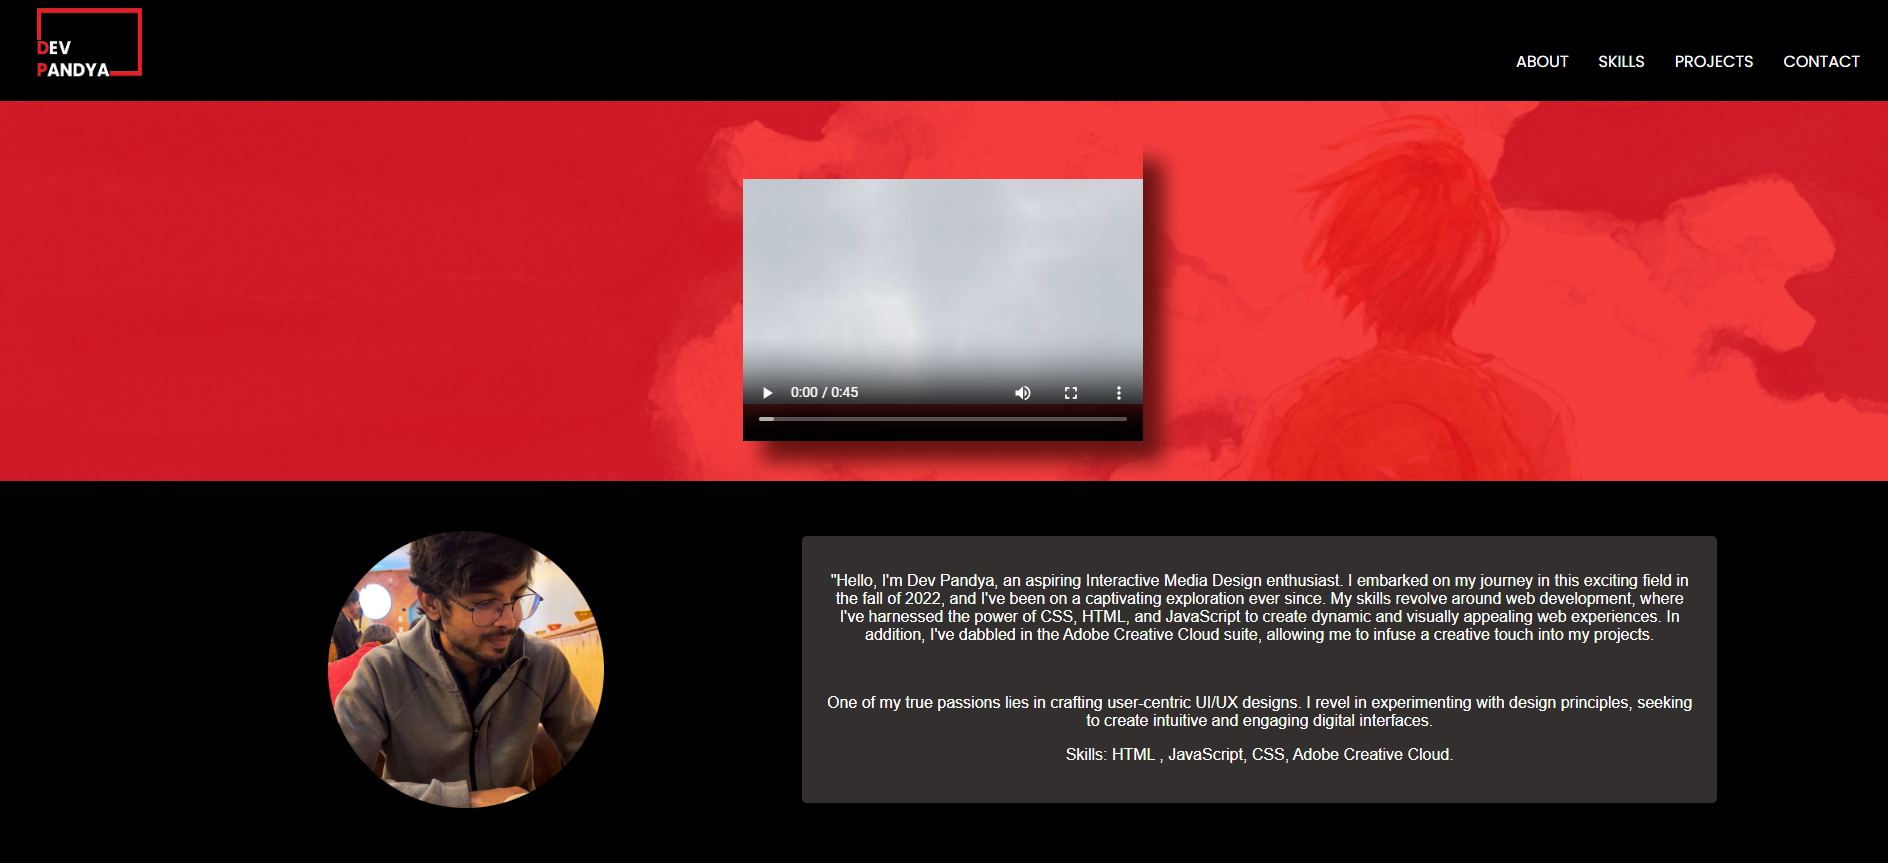 DEV
PANDYA
ABOUT SKILLS PROJECTS CONTACT
0:00 / 0:45
"Hello, I'm Dev Pandya, an aspiring Interactive Media Design enthusiast. I embarked on my journey in this exciting field in
the fall of 2022, and I've been on a captivating exploration ever since. My skills revolve around web development, where
I've harnessed the power of CSS, HTML, and JavaScript to create dynamic and visually appealing web experiences. In
addition, I've dabbled in the Adobe Creative Cloud suite, allowing me to infuse a creative touch into my projects.
One of my true passions lies in crafting user-centric UI/UX designs. I revel in experimenting with design principles, seeking
to create intuitive and engaging digital interfaces.
Skills: HTML , JavaScript, CSS, Adobe Creative Cloud.